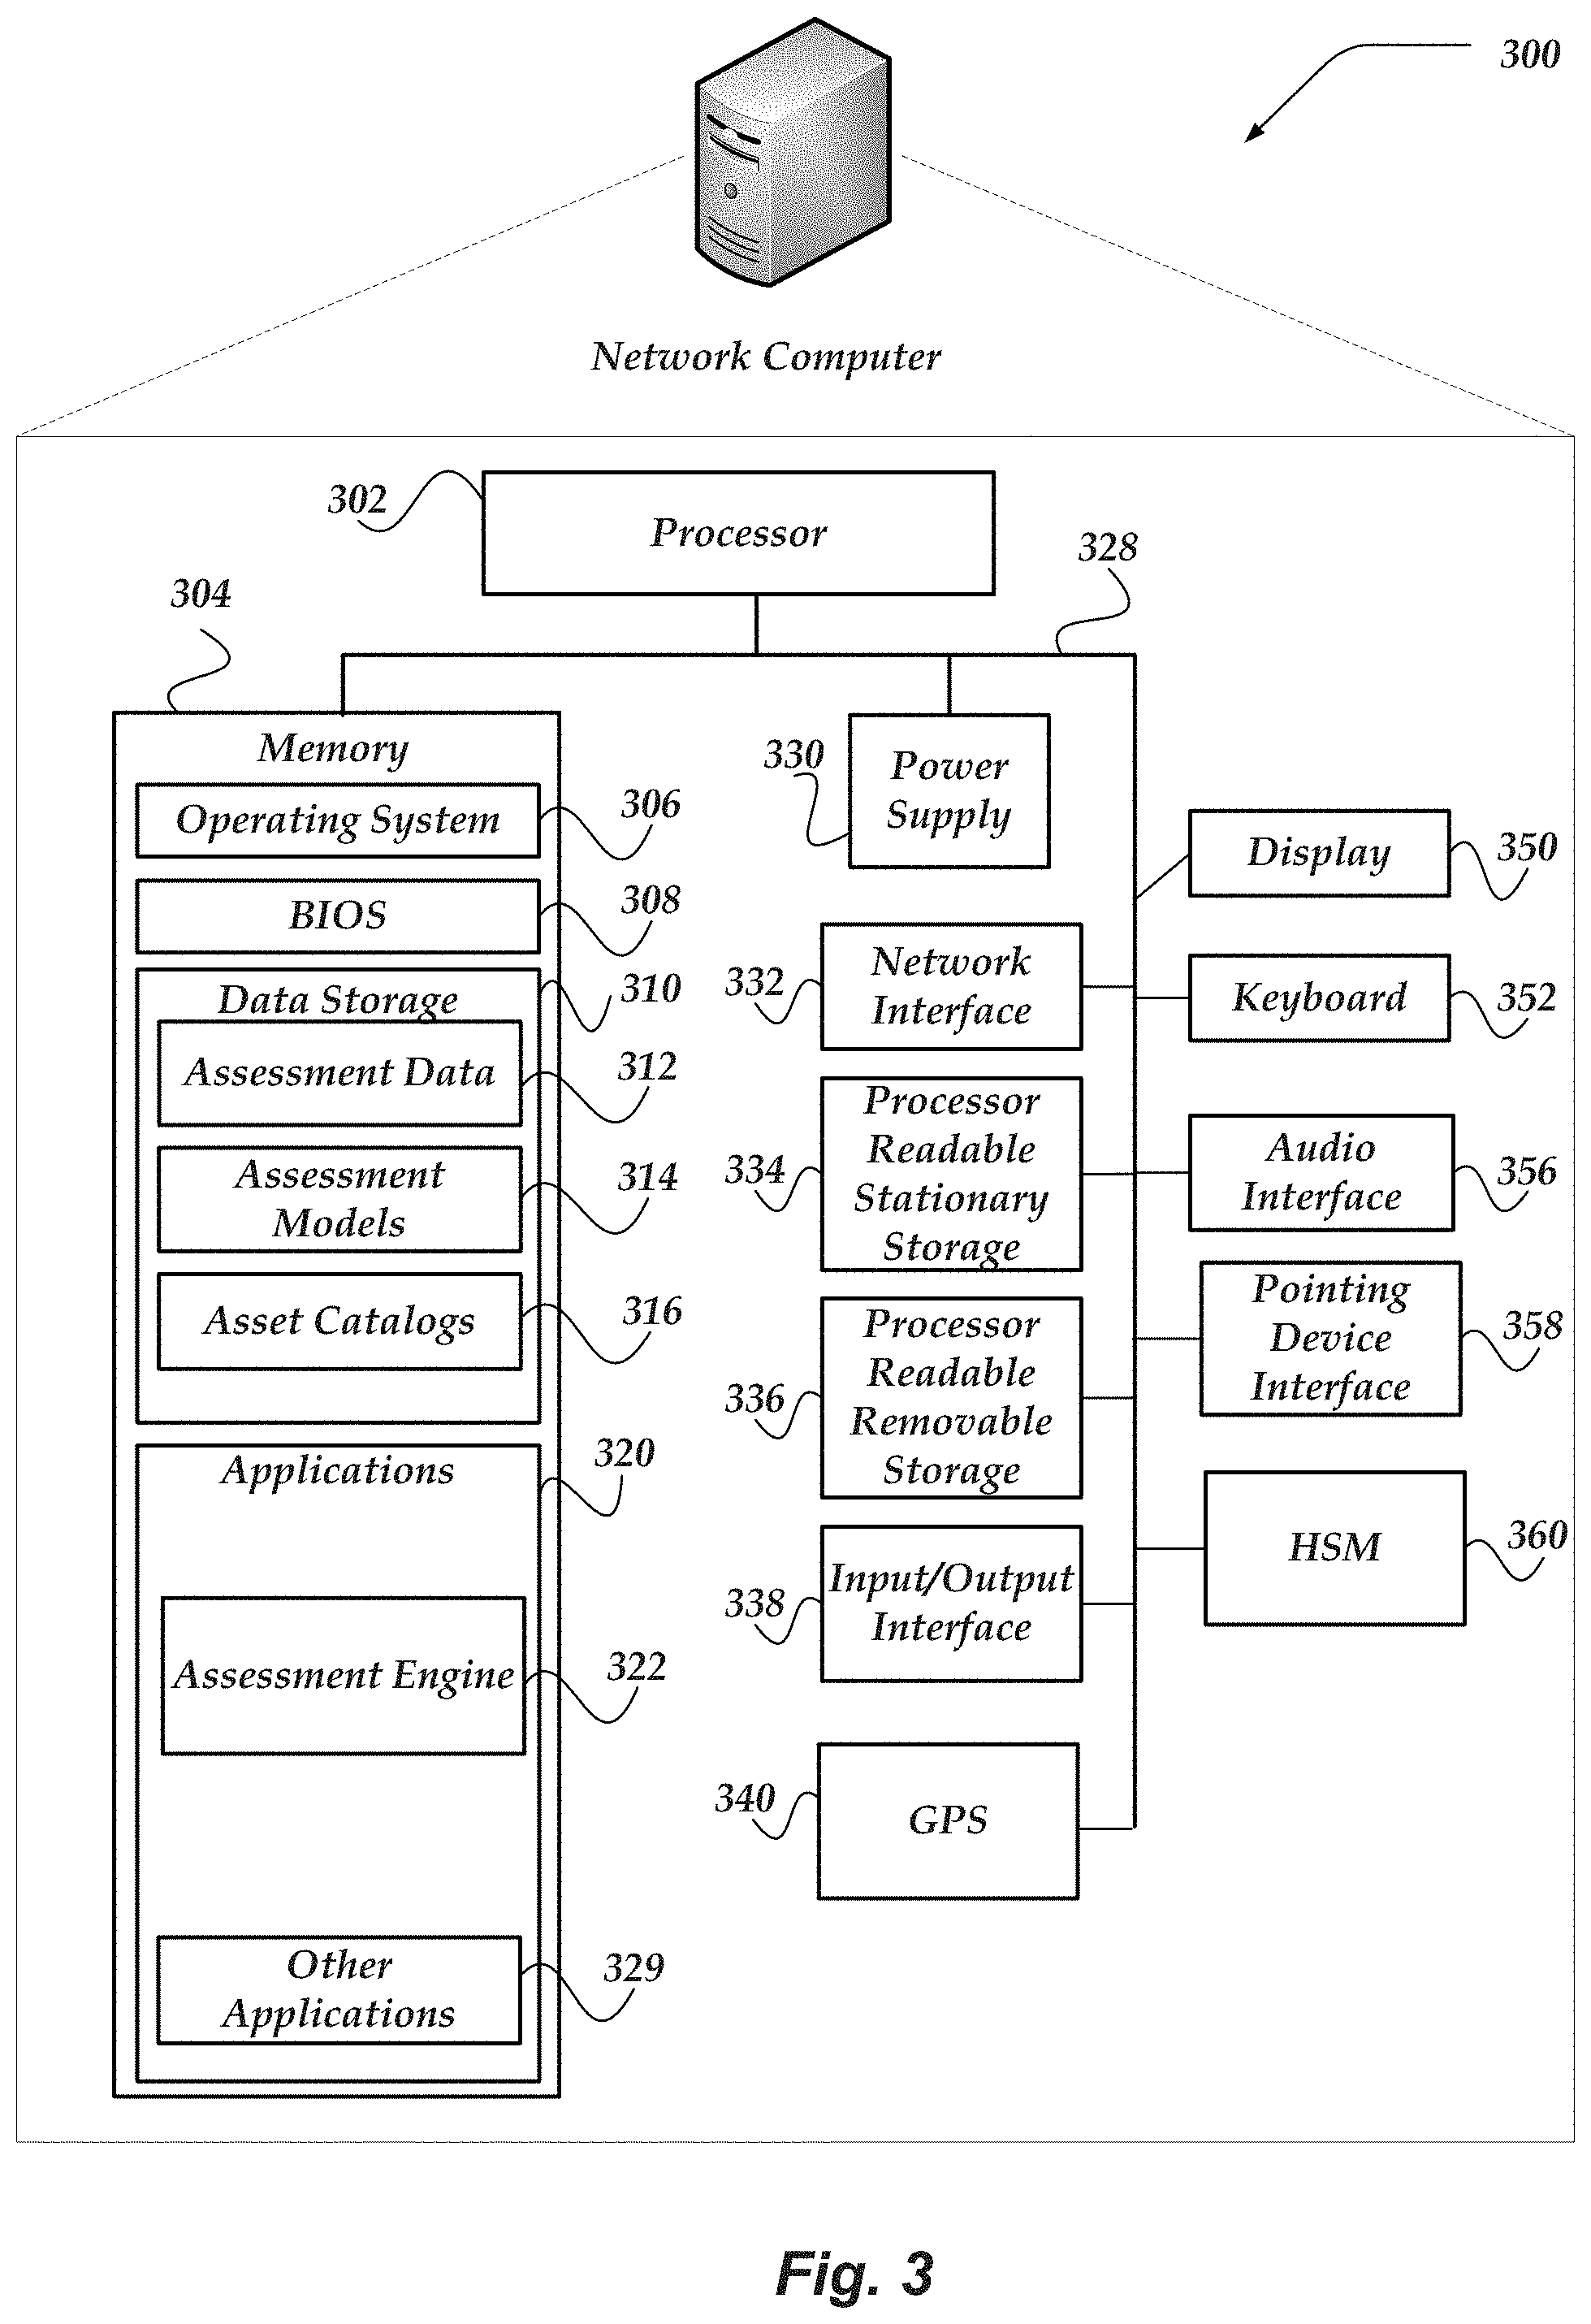 300
Network Computer
302
Processor
328
304
Memory
Operating System
306
BIOS
308
Data Storage
310
Assessment Data
312
Assessment
Models
314
Asset Catalogs
316
Applications
320
Assessment Engine
322
Other
Applications
329
330
Power
Supply
332
Network
Interface
334
Processor
Readable
Stationary
Storage
336
Processor
Readable
Removable
Storage
338
Input/Output
Interface
340
GPS
Display
350
Keyboard
352
Audio
Interface
356
Pointing
Device
Interface
358
HSM
360
Fig. 3